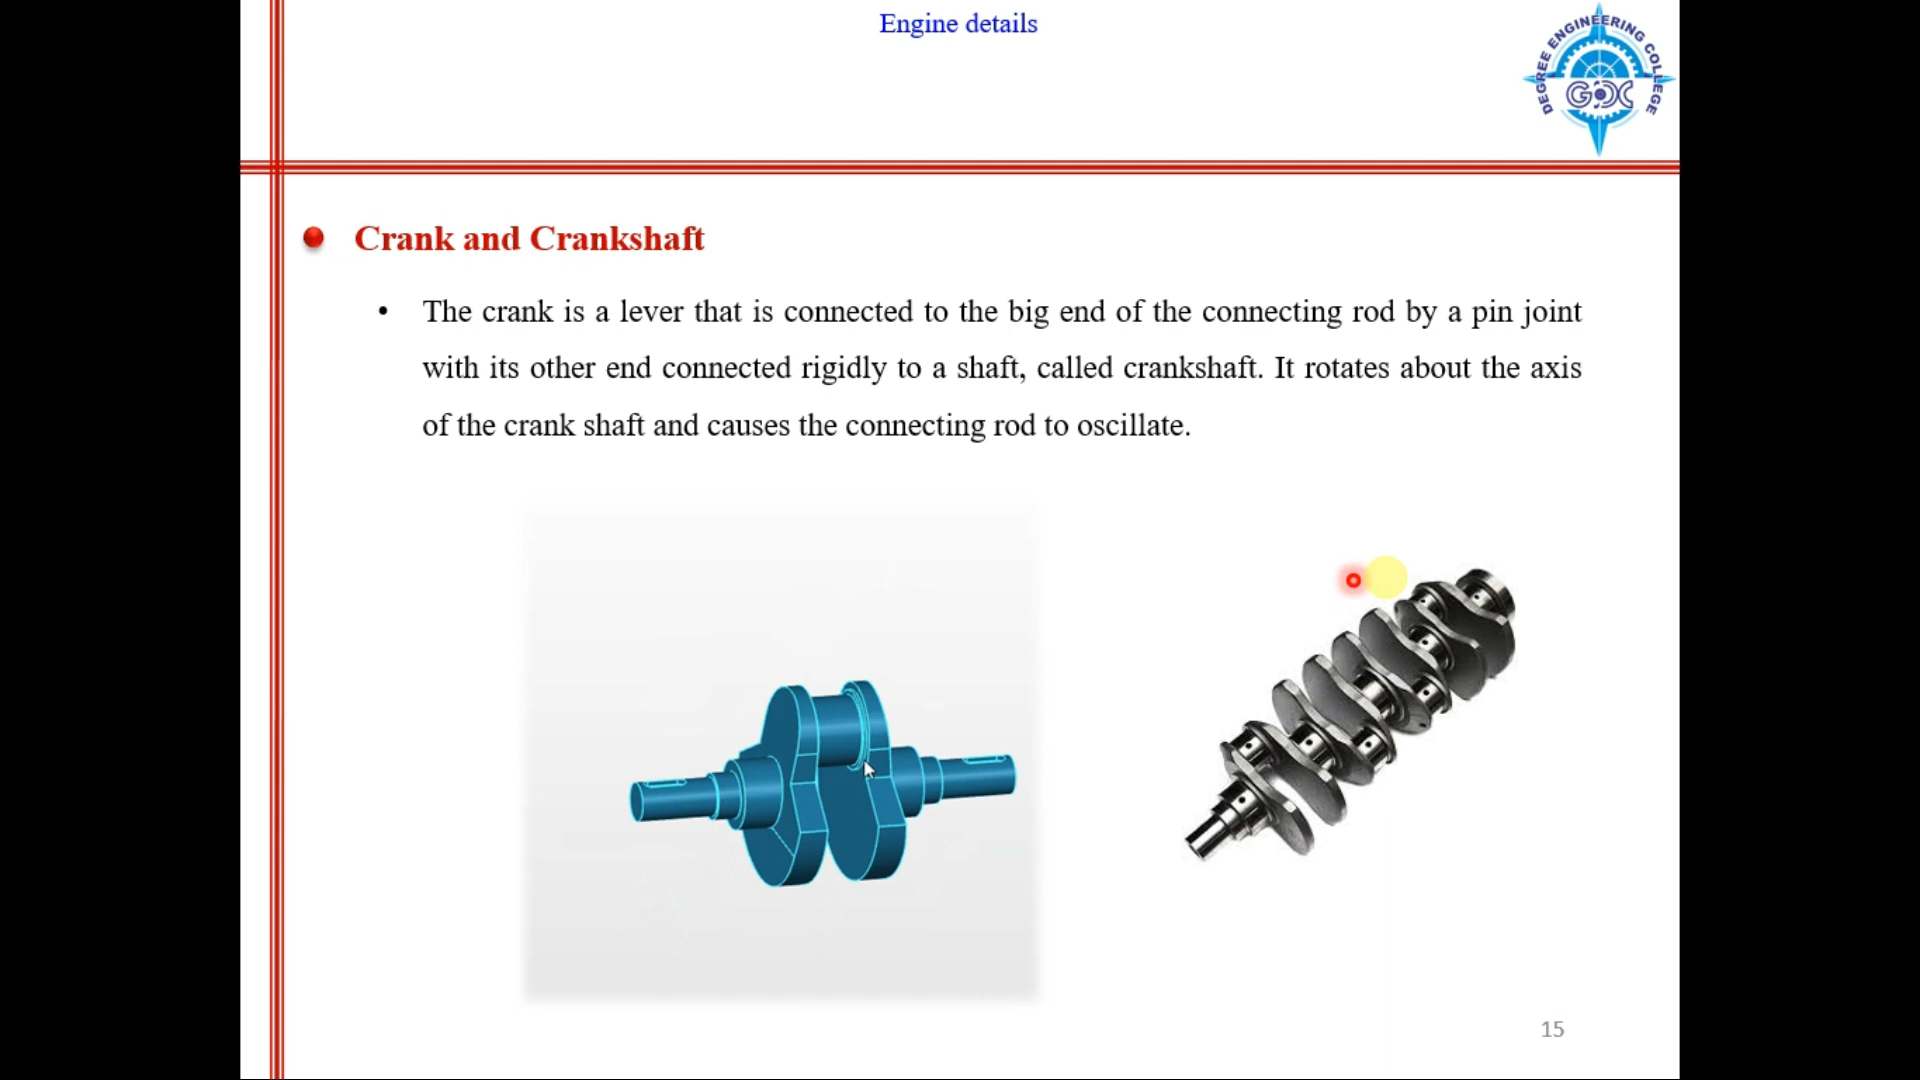 Engine details
DEGREE ENGINEERING COLLEGE
GDC
Crank and Crankshaft
• The crank is a lever that is connected to the big end of the connecting rod by a pin joint
with its other end connected rigidly to a shaft, called crankshaft. It rotates about the axis
of the crank shaft and causes the connecting rod to oscillate.
15